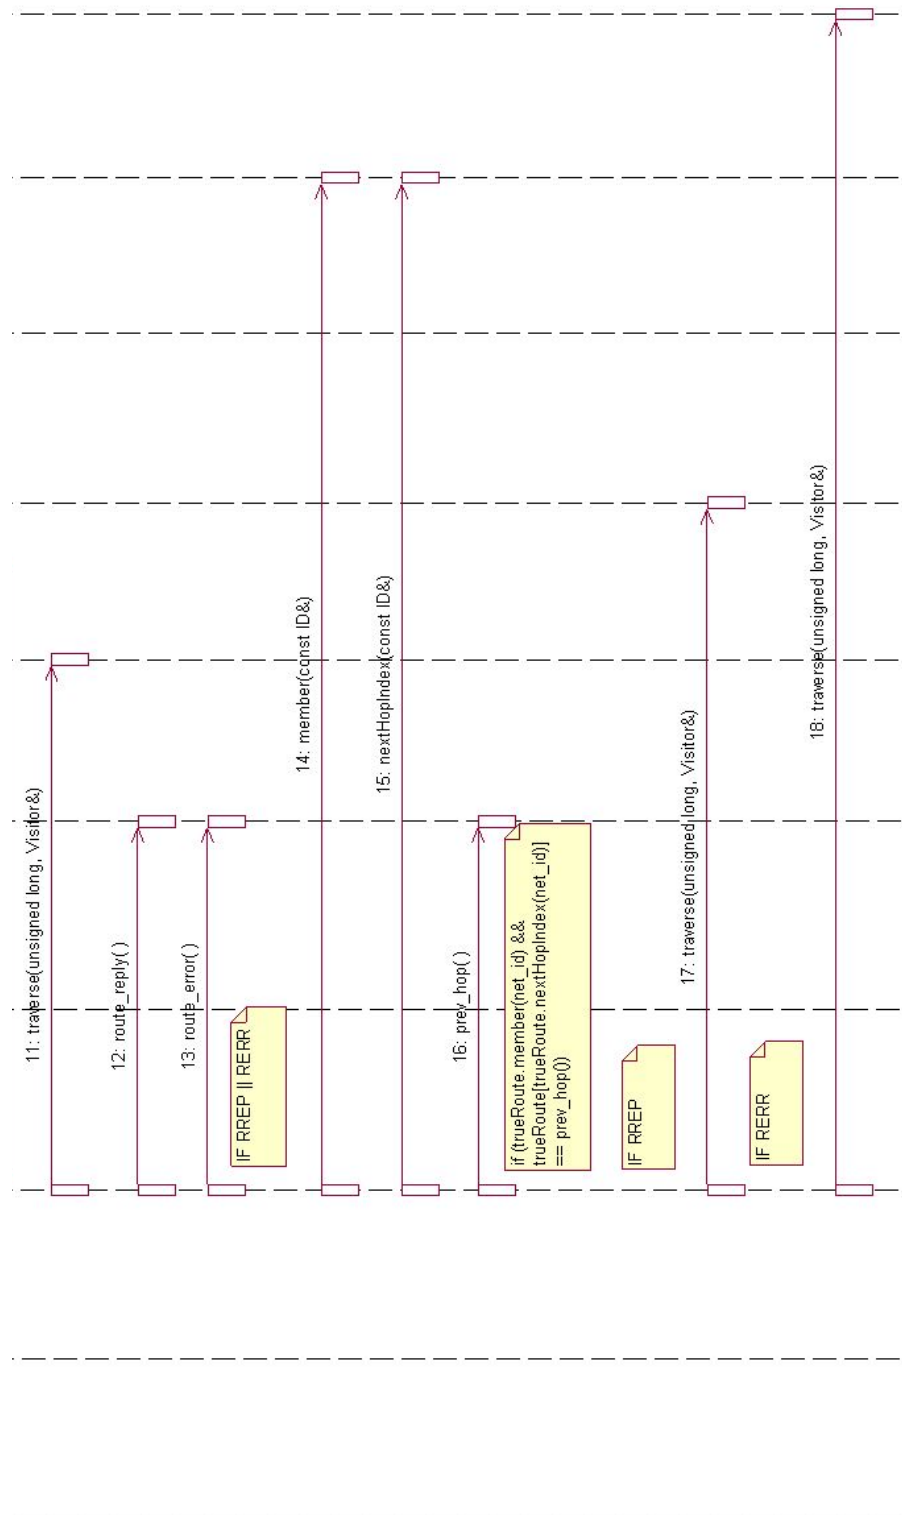 11: traverse(unsigned long, Visitor&)
12: route_reply( )
13: route_error( )
IF RREP || RERR
14: member(const ID&)
15: nextHopIndex(const ID&)
16: prev_hop( )
if (trueRoute.member(net_id) &&
trueRoute[trueRoute.nextHopIndex(net_id)]
== prev_hop())
IF RREP
17: traverse(unsigned long, Visitor&)
IF RERR
18: traverse(unsigned long, Visitor&)